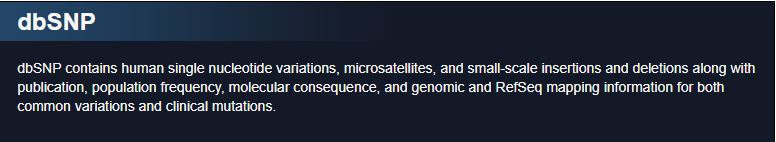 dbSNP
dbSNP contains human single nucleotide variations, microsatellites, and small-scale insertions and deletions along with
publication, population frequency, molecular consequence, and genomic and RefSeq mapping information for both
common variations and clinical mutations.